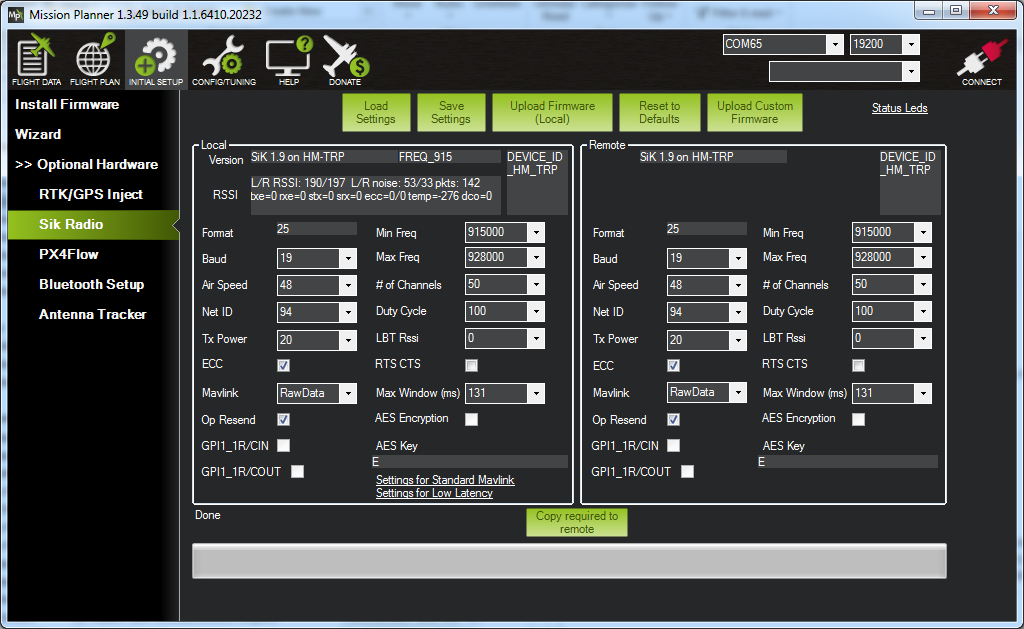 Mission Planner 1.3.49 build 1.1.6410.20232
FLIGHT DATA FLIGHT PLAN INITIAL SETUP CONFIG/TUNING HELP DONATE
COM65 19200
CONNECT
Install Firmware
Wizard
>> Optional Hardware
RTK/GPS Inject
Sik Radio
PX4Flow
Bluetooth Setup
Antenna Tracker
Load Settings Save Settings Upload Firmware (Local) Reset to Defaults Upload Custom Firmware Status Leds
Local
Version SiK 1.9 on HM-TRP FREQ_915 DEVICE_ID
_HM_TRP
RSSI L/R RSSI: 190/197 L/R noise: 53/33 pkts: 142
txe=0 rxe=0 stx=0 srx=0 ecc=0/0 temp=-276 dco=0
Format 25 Min Freq 915000
Baud 19 Max Freq 928000
Air Speed 48 # of Channels 50
Net ID 94 Duty Cycle 100
Tx Power 20 LBT Rssi 0
ECC RTS CTS
Mavlink RawData Max Window (ms) 131
Op Resend AES Encryption
GPI1_1R/CIN AES Key
E
GPI1_1R/COUT
Settings for Standard Mavlink
Settings for Low Latency
Remote
SiK 1.9 on HM-TRP DEVICE_ID
_HM_TRP
Format 25 Min Freq 915000
Baud 19 Max Freq 928000
Air Speed 48 # of Channels 50
Net ID 94 Duty Cycle 100
Tx Power 20 LBT Rssi 0
ECC RTS CTS
Mavlink RawData Max Window (ms) 131
Op Resend AES Encryption
GPI1_1R/CIN AES Key
E
GPI1_1R/COUT
Done
Copy required to
remote